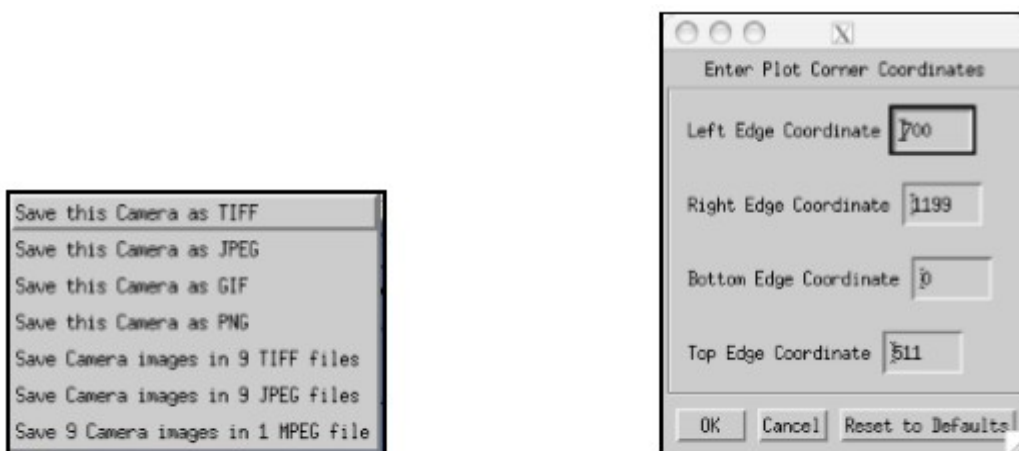 Save this Camera as TIFF
Save this Camera as JPEG
Save this Camera as GIF
Save this Camera as PNG
Save Camera images in 9 TIFF files
Save Camera images in 9 JPEG files
Save 9 Camera images in 1 MPEG file
X
Enter Plot Corner Coordinates
Left Edge Coordinate 700
Right Edge Coordinate 1199
Bottom Edge Coordinate 0
Top Edge Coordinate 511
OK Cancel Reset to Defaults